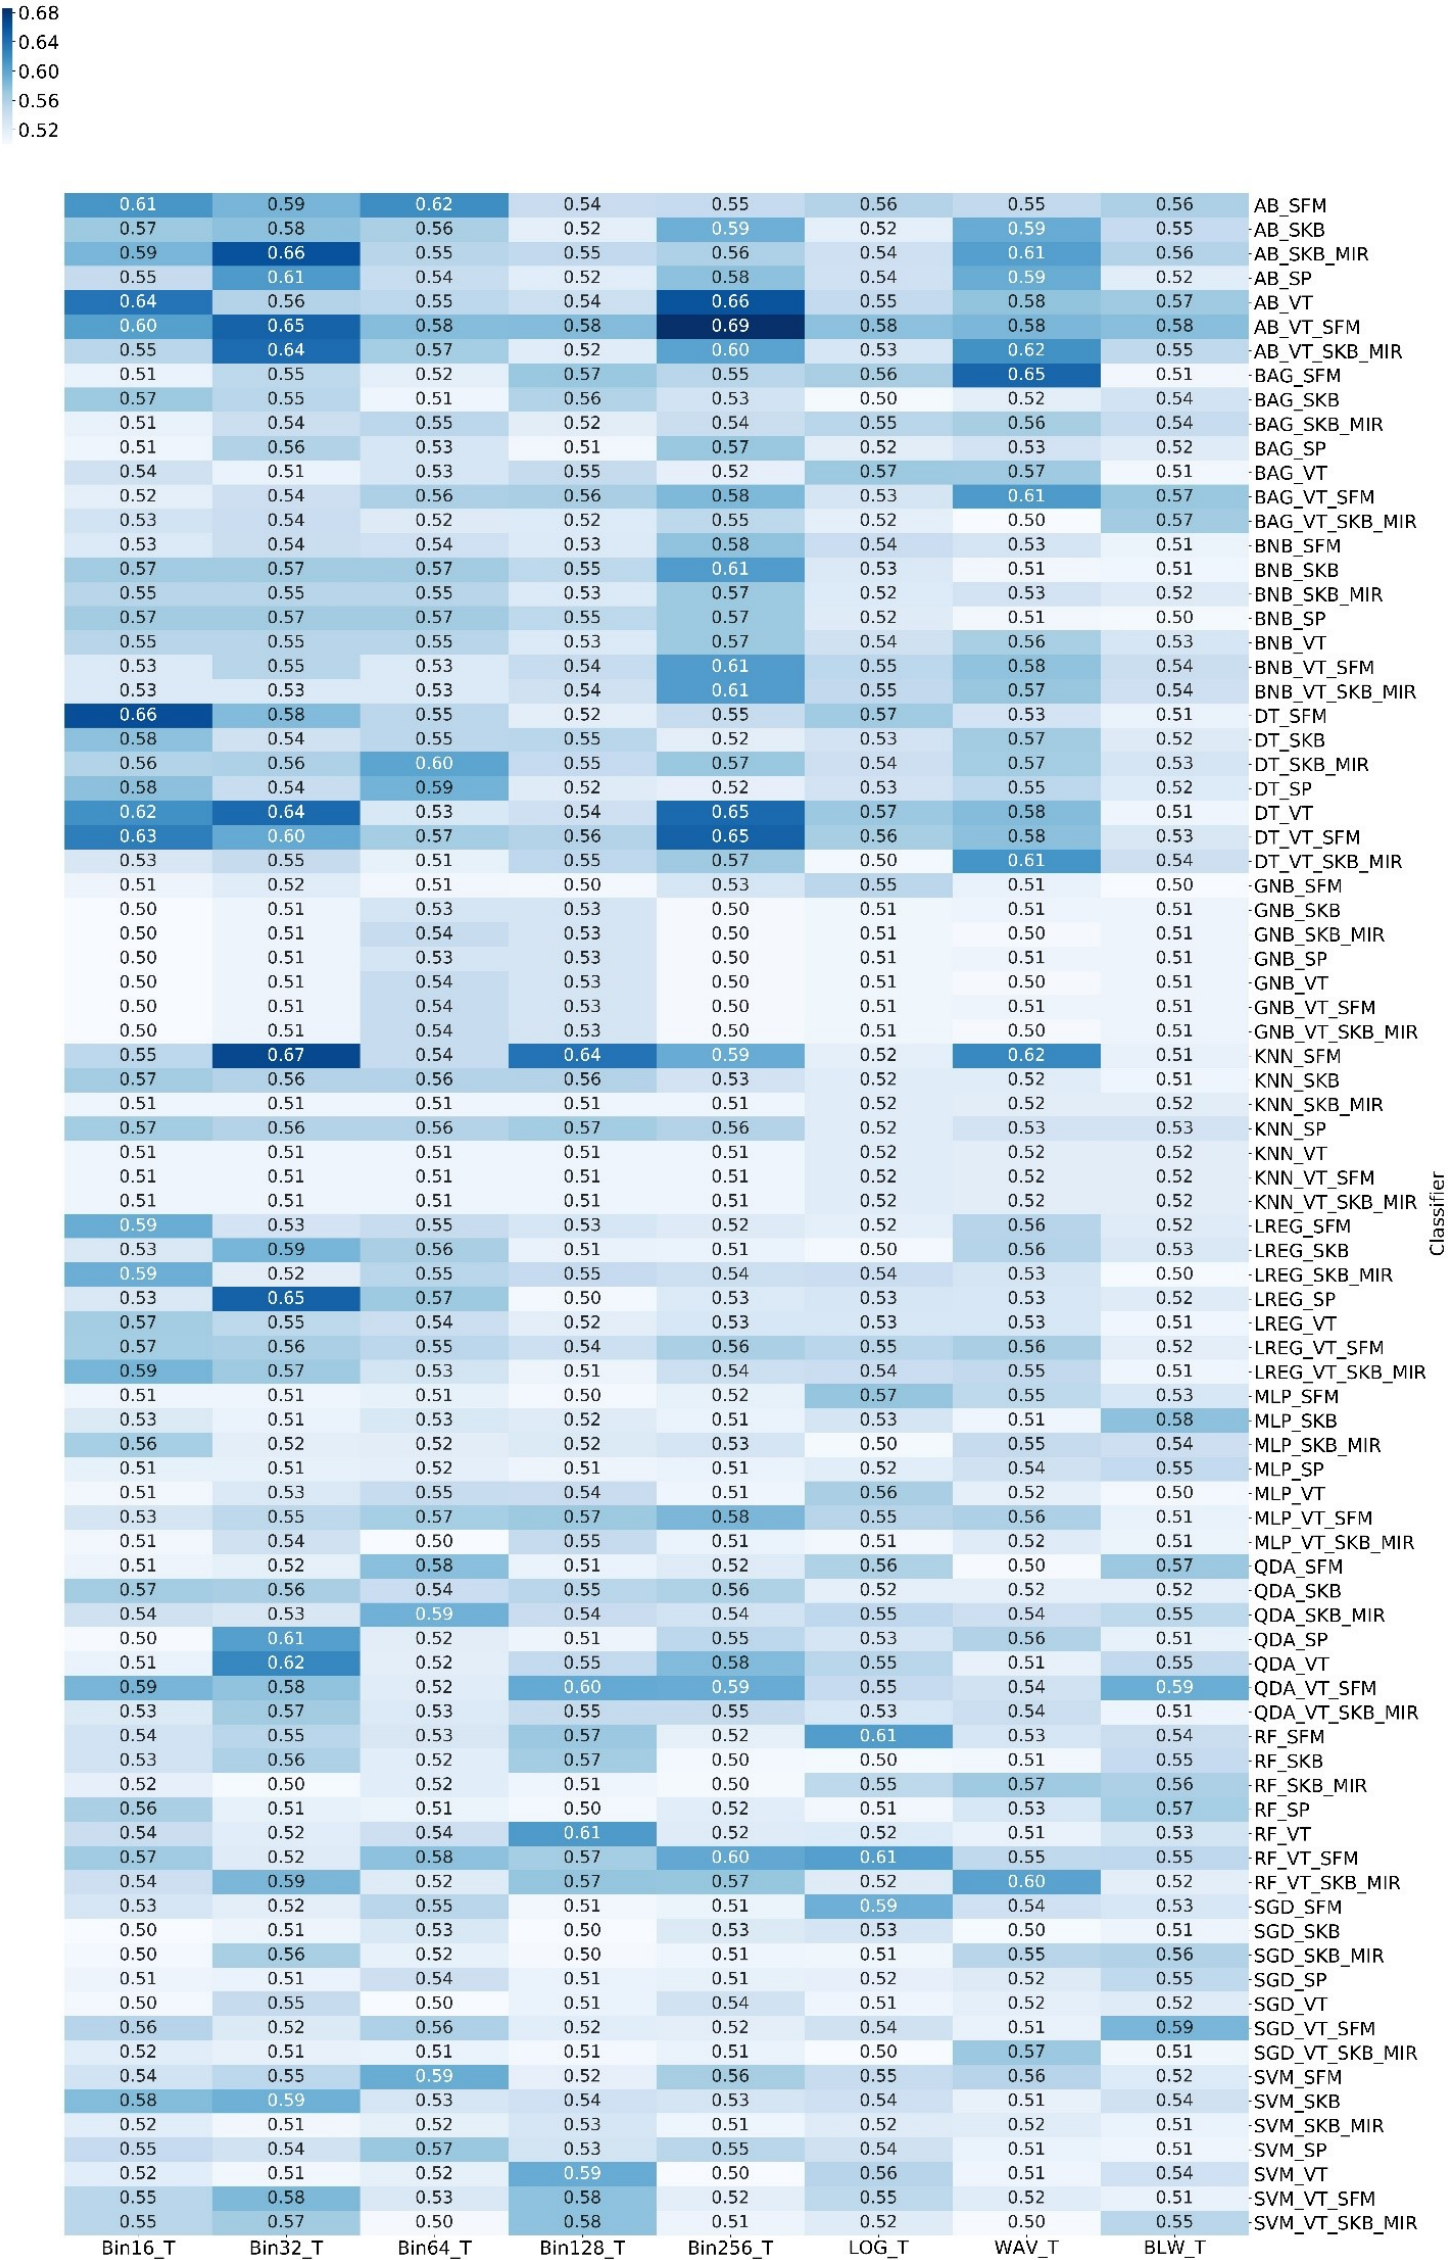 0.68
0.64
0.60
0.56
0.52
0.61 0.59 0.62 0.54 0.55 0.56 0.55 0.56 AB_SFM
0.57 0.58 0.56 0.52 0.59 0.52 0.59 0.55 AB_SKB
0.59 0.66 0.55 0.55 0.56 0.54 0.61 0.56 AB_SKB_MIR
0.55 0.61 0.54 0.52 0.58 0.54 0.59 0.52 AB_SP
0.64 0.56 0.55 0.54 0.66 0.55 0.58 0.57 AB_VT
0.60 0.65 0.58 0.58 0.69 0.58 0.58 0.58 AB_VT_SFM
0.55 0.64 0.57 0.52 0.60 0.53 0.62 0.55 AB_VT_SKB_MIR
0.51 0.55 0.52 0.57 0.55 0.56 0.65 0.51 BAG_SFM
0.57 0.55 0.51 0.56 0.53 0.50 0.52 0.54 BAG_SKB
0.51 0.54 0.55 0.52 0.54 0.55 0.56 0.54 BAG_SKB_MIR
0.51 0.56 0.53 0.51 0.57 0.52 0.53 0.52 BAG_SP
0.54 0.51 0.53 0.55 0.52 0.57 0.57 0.51 BAG_VT
0.52 0.54 0.56 0.56 0.58 0.53 0.61 0.57 BAG_VT_SFM
0.53 0.54 0.52 0.52 0.55 0.52 0.50 0.57 BAG_VT_SKB_MIR
0.53 0.54 0.54 0.53 0.58 0.54 0.53 0.51 BNB_SFM
0.57 0.57 0.57 0.55 0.61 0.53 0.51 0.51 BNB_SKB
0.55 0.55 0.55 0.53 0.57 0.52 0.53 0.52 BNB_SKB_MIR
0.57 0.57 0.57 0.55 0.57 0.52 0.51 0.50 BNB_SP
0.55 0.55 0.55 0.53 0.57 0.54 0.56 0.53 BNB_VT
0.53 0.55 0.53 0.54 0.61 0.55 0.58 0.54 BNB_VT_SFM
0.53 0.53 0.53 0.54 0.61 0.55 0.57 0.54 BNB_VT_SKB_MIR
0.66 0.58 0.55 0.52 0.55 0.57 0.53 0.51 DT_SFM
0.58 0.54 0.55 0.55 0.52 0.53 0.57 0.52 DT_SKB
0.56 0.56 0.60 0.55 0.57 0.54 0.57 0.53 DT_SKB_MIR
0.58 0.54 0.59 0.52 0.52 0.53 0.55 0.52 DT_SP
0.62 0.64 0.53 0.54 0.65 0.57 0.58 0.51 DT_VT
0.63 0.60 0.57 0.56 0.65 0.56 0.58 0.53 DT_VT_SFM
0.53 0.55 0.51 0.55 0.57 0.50 0.61 0.54 DT_VT_SKB_MIR
0.51 0.52 0.51 0.50 0.53 0.55 0.51 0.50 GNB_SFM
0.50 0.51 0.53 0.53 0.50 0.51 0.51 0.51 GNB_SKB
0.50 0.51 0.54 0.53 0.50 0.51 0.50 0.51 GNB_SKB_MIR
0.50 0.51 0.53 0.53 0.50 0.51 0.51 0.51 GNB_SP
0.50 0.51 0.54 0.53 0.50 0.51 0.50 0.51 GNB_VT
0.50 0.51 0.54 0.53 0.50 0.51 0.51 0.51 GNB_VT_SFM
0.50 0.51 0.54 0.53 0.50 0.51 0.50 0.51 GNB_VT_SKB_MIR
0.55 0.67 0.54 0.64 0.59 0.52 0.62 0.51 KNN_SFM
0.57 0.56 0.56 0.56 0.53 0.52 0.52 0.51 KNN_SKB
0.51 0.51 0.51 0.51 0.51 0.52 0.52 0.52 KNN_SKB_MIR
0.57 0.56 0.56 0.57 0.56 0.52 0.53 0.53 KNN_SP
0.51 0.51 0.51 0.51 0.51 0.52 0.52 0.52 KNN_VT
0.51 0.51 0.51 0.51 0.51 0.52 0.52 0.52 KNN_VT_SFM
0.51 0.51 0.51 0.51 0.51 0.52 0.52 0.52 KNN_VT_SKB_MIR
0.59 0.53 0.55 0.53 0.52 0.52 0.56 0.52 LREG_SFM
0.53 0.59 0.56 0.51 0.51 0.50 0.56 0.53 LREG_SKB
0.59 0.52 0.55 0.55 0.54 0.54 0.53 0.50 LREG_SKB_MIR
0.53 0.65 0.57 0.50 0.53 0.53 0.53 0.52 LREG_SP
0.57 0.55 0.54 0.52 0.53 0.53 0.53 0.51 LREG_VT
0.57 0.56 0.55 0.54 0.56 0.55 0.56 0.52 LREG_VT_SFM
0.59 0.57 0.53 0.51 0.54 0.54 0.55 0.51 LREG_VT_SKB_MIR
0.51 0.51 0.51 0.50 0.52 0.57 0.55 0.53 MLP_SFM
0.53 0.51 0.53 0.52 0.51 0.53 0.51 0.58 MLP_SKB
0.56 0.52 0.52 0.52 0.53 0.50 0.55 0.54 MLP_SKB_MIR
0.51 0.51 0.52 0.51 0.51 0.52 0.54 0.55 MLP_SP
0.51 0.53 0.55 0.54 0.51 0.56 0.52 0.50 MLP_VT
0.53 0.55 0.57 0.57 0.58 0.55 0.56 0.51 MLP_VT_SFM
0.51 0.54 0.50 0.55 0.51 0.51 0.52 0.51 MLP_VT_SKB_MIR
0.51 0.52 0.58 0.51 0.52 0.56 0.50 0.57 QDA_SFM
0.57 0.56 0.54 0.55 0.56 0.52 0.52 0.52 QDA_SKB
0.54 0.53 0.59 0.54 0.54 0.55 0.54 0.55 QDA_SKB_MIR
0.50 0.61 0.52 0.51 0.55 0.53 0.56 0.51 QDA_SP
0.51 0.62 0.52 0.55 0.58 0.55 0.51 0.55 QDA_VT
0.59 0.58 0.52 0.60 0.59 0.55 0.54 0.59 QDA_VT_SFM
0.53 0.57 0.53 0.55 0.55 0.53 0.54 0.51 QDA_VT_SKB_MIR
0.54 0.55 0.53 0.57 0.52 0.61 0.53 0.54 RF_SFM
0.53 0.56 0.52 0.57 0.50 0.50 0.51 0.55 RF_SKB
0.52 0.50 0.52 0.51 0.50 0.55 0.57 0.56 RF_SKB_MIR
0.56 0.51 0.51 0.50 0.52 0.51 0.53 0.57 RF_SP
0.54 0.52 0.54 0.61 0.52 0.52 0.51 0.53 RF_VT
0.57 0.52 0.58 0.57 0.60 0.61 0.55 0.55 RF_VT_SFM
0.54 0.59 0.52 0.57 0.57 0.52 0.60 0.52 RF_VT_SKB_MIR
0.53 0.52 0.55 0.51 0.51 0.59 0.54 0.53 SGD_SFM
0.50 0.51 0.53 0.50 0.53 0.53 0.50 0.51 SGD_SKB
0.50 0.56 0.52 0.50 0.51 0.51 0.55 0.56 SGD_SKB_MIR
0.51 0.51 0.54 0.51 0.51 0.52 0.52 0.55 SGD_SP
0.50 0.55 0.50 0.51 0.54 0.51 0.52 0.52 SGD_VT
0.56 0.52 0.56 0.52 0.52 0.54 0.51 0.59 SGD_VT_SFM
0.52 0.51 0.51 0.51 0.51 0.50 0.57 0.51 SGD_VT_SKB_MIR
0.54 0.55 0.59 0.52 0.56 0.55 0.56 0.52 SVM_SFM
0.58 0.59 0.53 0.54 0.53 0.54 0.51 0.54 SVM_SKB
0.52 0.51 0.52 0.53 0.51 0.52 0.52 0.51 SVM_SKB_MIR
0.55 0.54 0.57 0.53 0.55 0.54 0.51 0.51 SVM_SP
0.52 0.51 0.52 0.59 0.50 0.56 0.51 0.54 SVM_VT
0.55 0.58 0.53 0.58 0.52 0.55 0.52 0.51 SVM_VT_SFM
0.55 0.57 0.50 0.58 0.51 0.52 0.50 0.55 SVM_VT_SKB_MIR
Bin16_T Bin32_T Bin64_T Bin128_T Bin256_T LOG_T WAV_T BLW_T
Classifier